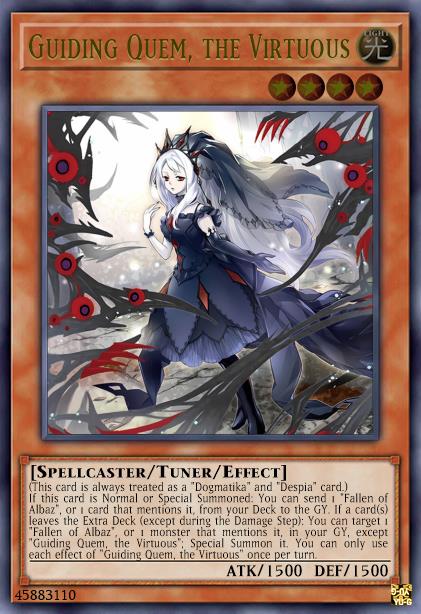 Guiding Quem, the Virtuous
LIGHT
光
[Spellcaster/Tuner/Effect]
(This card is always treated as a "Dogmatika" and "Despia" card.)
If this card is Normal or Special Summoned: You can send 1 "Fallen of
Albaz", or 1 card that mentions it, from your Deck to the GY. If a card(s)
leaves the Extra Deck (except during the Damage Step): You can target 1
"Fallen of Albaz", or 1 monster that mentions it, in your GY, except
"Guiding Quem, the Virtuous"; Special Summon it. You can only use
each effect of "Guiding Quem, the Virtuous" once per turn.
ATK/1500 DEF/1500
45883110